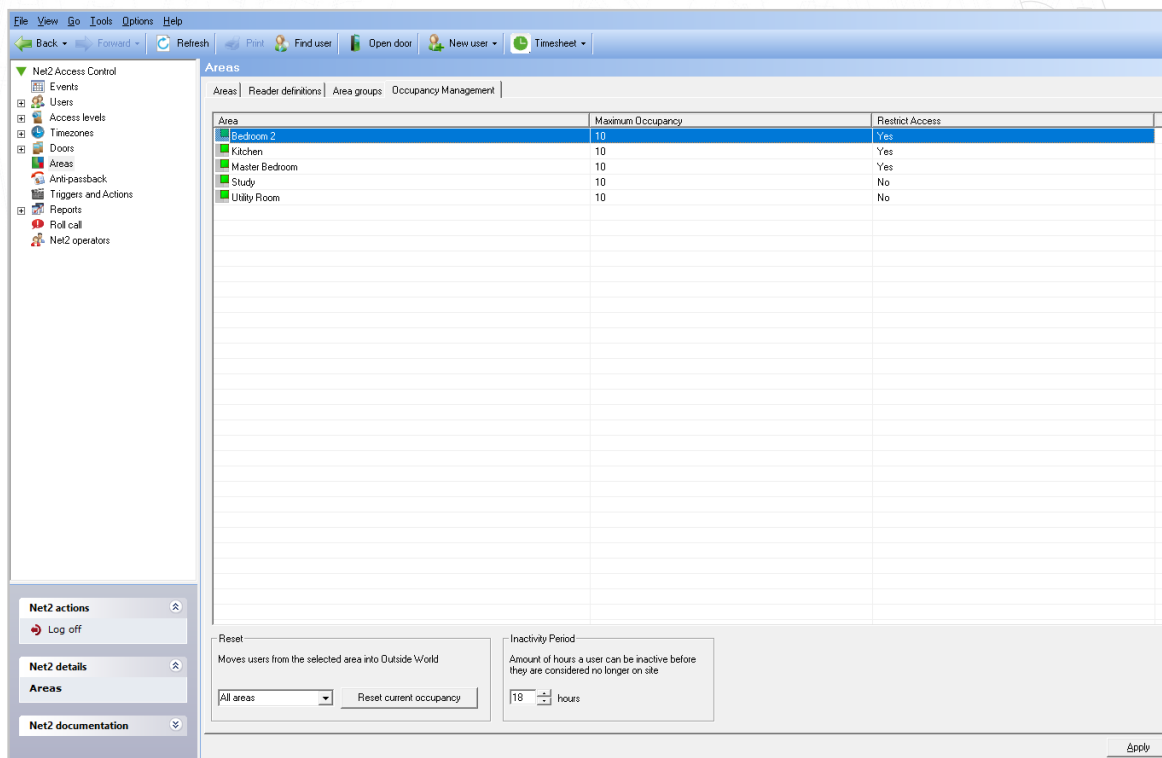 File View Go Tools Options Help
Back Forward Refresh Print Find user Open door New user Timesheet
Net2 Access Control
Events
Users
Access levels
Timezones
Doors
Areas
Anti-passback
Triggers and Actions
Reports
Roll call
Net2 operators
Net2 actions
Log off
Net2 details
Areas
Net2 documentation
Areas
Areas Reader definitions Area groups Occupancy Management
Area Maximum Occupancy Restrict Access
Bedroom 2 10 Yes
Kitchen 10 Yes
Master Bedroom 10 Yes
Study 10 No
Utility Room 10 No
Reset
Moves users from the selected area into Outside World
All areas Reset current occupancy
Inactivity Period
Amount of hours a user can be inactive before
they are considered no longer on site
18 hours
Apply